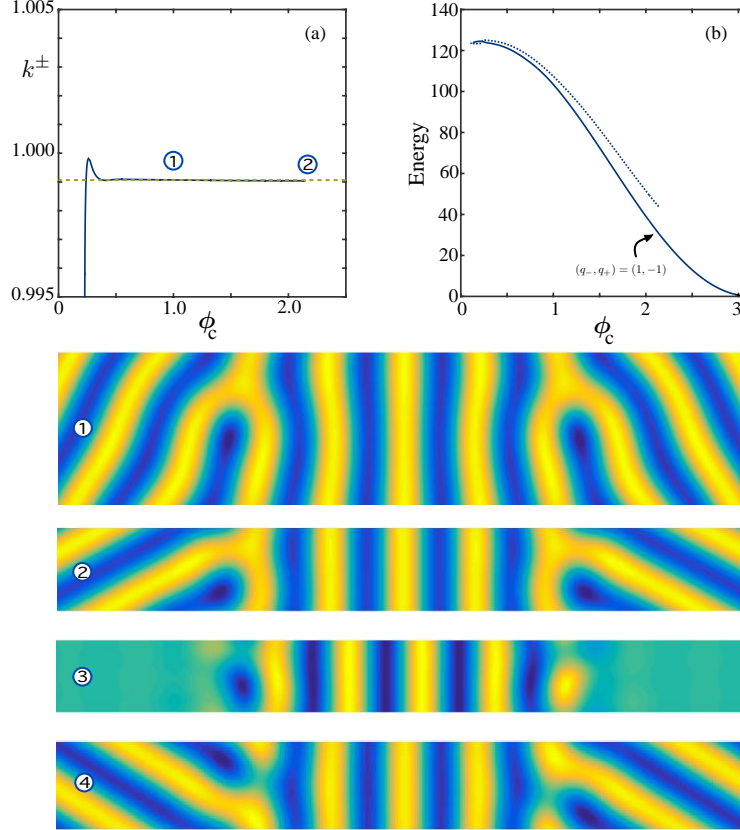 1.005
(a)
k±
1.000
① ②
0.995
0 1.0 2.0
ϕc
140
(b)
120
100
80
60
40
20
0
Energy
(q−, q+) = (1, −1)
0 1 2 3
ϕc
①
②
③
④